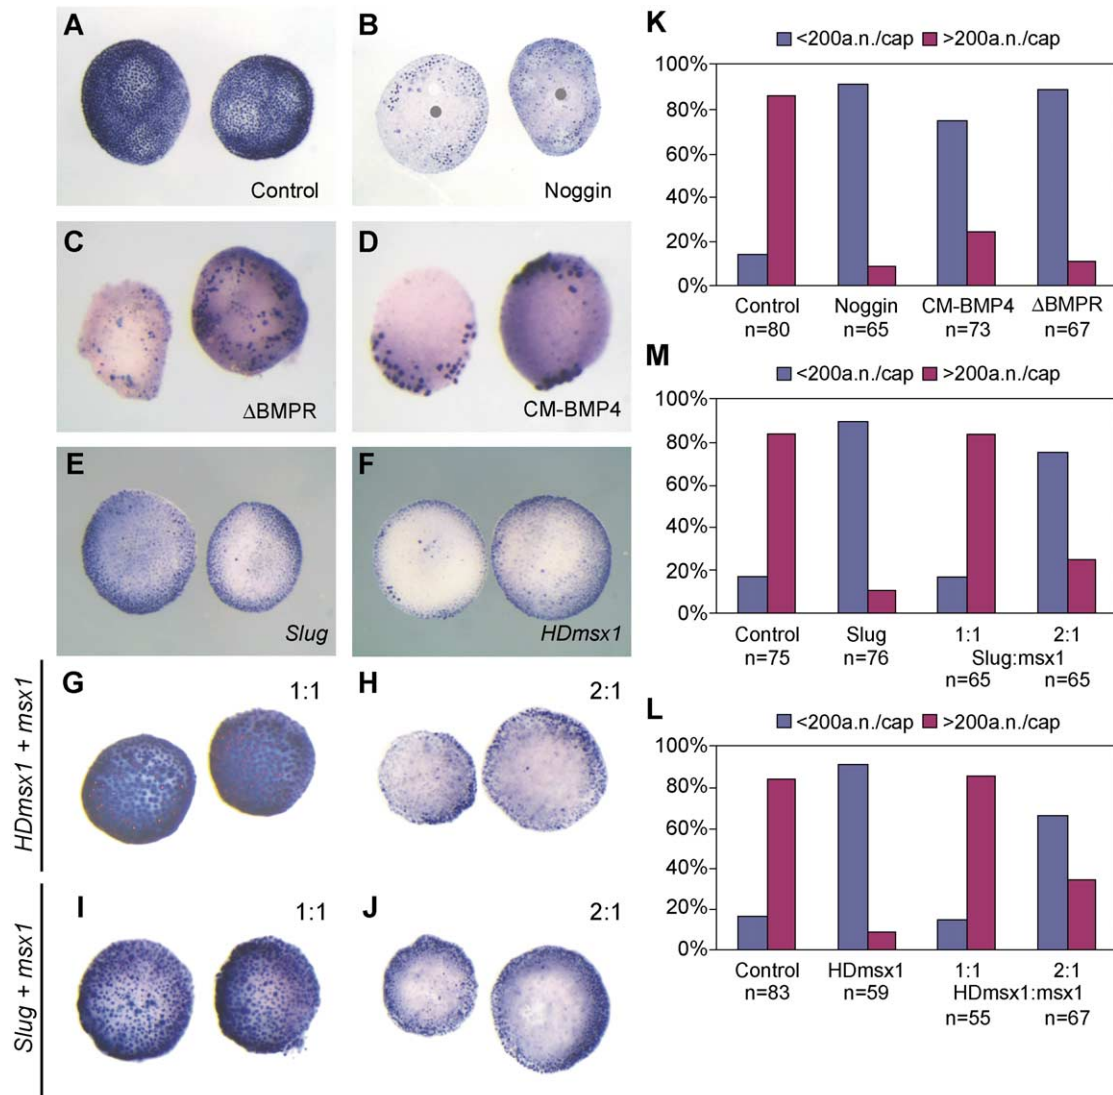 A
Control
B
Noggin
C
ΔBMPR
D
CM-BMP4
E
Slug
F
HDmsx1
HDmsx1 + msx1
G
1:1
H
2:1
Slug + msx1
I
1:1
J
2:1
K
<200a.n./cap >200a.n./cap
100%
80%
60%
40%
20%
0%
Control Noggin CM-BMP4 ΔBMPR
n=80 n=65 n=73 n=67
M
<200a.n./cap >200a.n./cap
100%
80%
60%
40%
20%
0%
Control Slug 1:1 2:1
n=75 n=76 Slug:msx1
n=65 n=65
L
<200a.n./cap >200a.n./cap
100%
80%
60%
40%
20%
0%
Control HDmsx1 1:1 2:1
n=83 n=59 HDmsx1:msx1
n=55 n=67